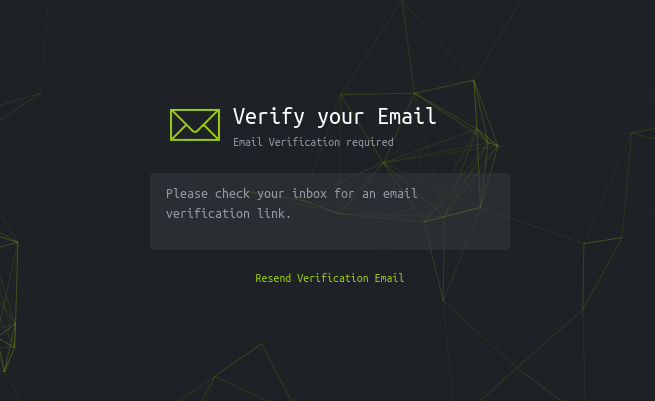 Verify your Email
Email Verification required
Please check your inbox for an email
verification link.
Resend Verification Email